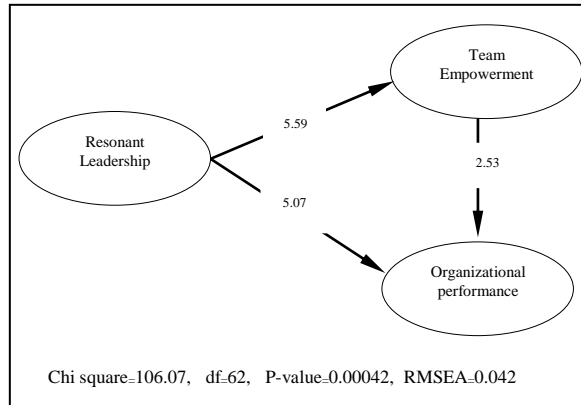 Team
Empowerment
5.59
Resonant
Leadership
2.53
5.07
Organizational
performance
Chi square=106.07, df=62, P-value=0.00042, RMSEA=0.042